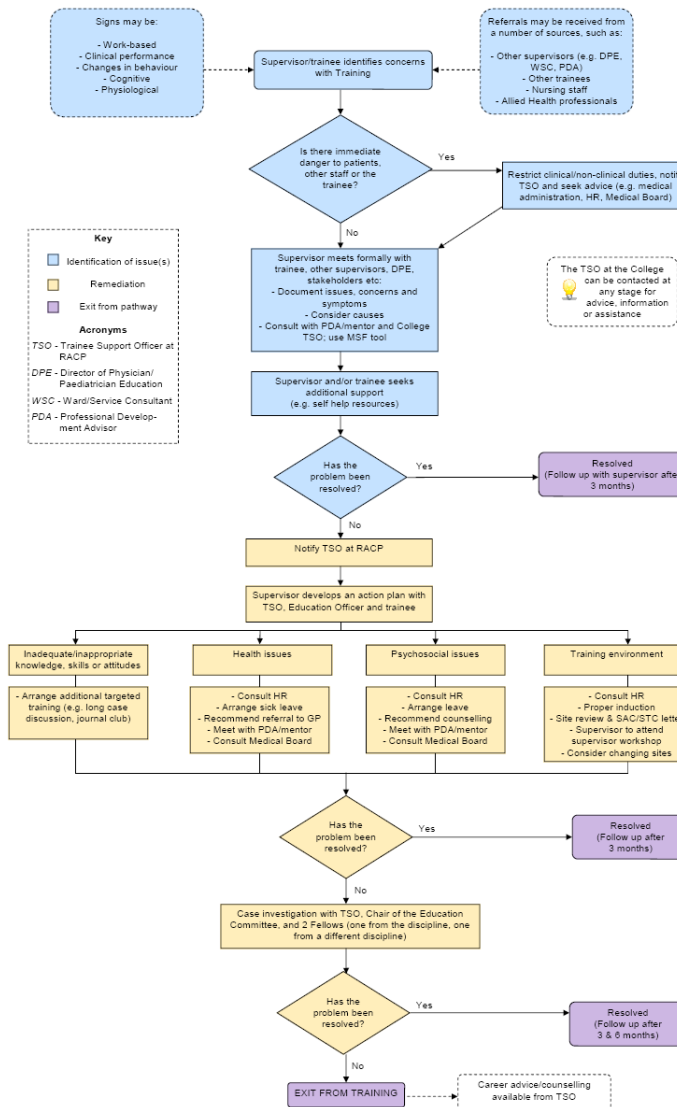 Signs may be:
- Work-based
- Clinical performance
- Changes in behaviour
- Cognitive
- Physiological
Supervisor/trainee identifies concerns
with Training
Referrals may be received from
a number of sources, such as:
- Other supervisors (e.g. DPE,
WSC, PDA)
- Other trainees
- Nursing staff
- Allied Health professionals
Is there immediate
danger to patients,
other staff or the
trainee?
Yes
Restrict clinical/non-clinical duties, notif
TSO and seek advice (e.g. medical
administration, HR, Medical Board)
No
Key
Identification of issue(s)
Remediation
Exit from pathway
Acronyms
TSO - Trainee Support Officer at
RACP
DPE - Director of Physician/
Paediatrician Education
WSC - Ward/Service Consultant
PDA - Professional Develop-
ment Advisor
Supervisor meets formally with
trainee, other supervisors, DPE,
stakeholders etc:
- Document issues, concerns and
symptoms
- Consider causes
- Consult with PDA/mentor and College
TSO; use MSF tool
The TSO at the College
can be contacted at
any stage for
advice, information
or assistance
Supervisor and/or trainee seeks
additional support
(e.g. self help resources)
Has the
problem been
resolved?
Yes
Resolved
(Follow up with supervisor after
3 months)
No
Notify TSO at RACP
Supervisor develops an action plan with
TSO, Education Officer and trainee
Inadequate/inappropriate
knowledge, skills or attitudes
- Arrange additional targeted
training (e.g. long case
discussion, journal club)
Health issues
- Consult HR
- Arrange sick leave
- Recommend referral to GP
- Meet with PDA/mentor
- Consult Medical Board
Psychosocial issues
- Consult HR
- Arrange leave
- Recommend counselling
- Meet with PDA/mentor
- Consult Medical Board
Training environment
- Consult HR
- Proper induction
- Site review & SAC/STC lette
- Supervisor to attend
supervisor workshop
- Consider changing sites
Has the
problem been
resolved?
Yes
Resolved
(Follow up after
3 months)
No
Case investigation with TSO, Chair of the Education
Committee, and 2 Fellows (one from the discipline, one
from a different discipline)
Has the
problem been
resolved?
Yes
Resolved
(Follow up after
3 & 6 months)
No
EXIT FROM TRAINING
Career advice/counselling
available from TSO